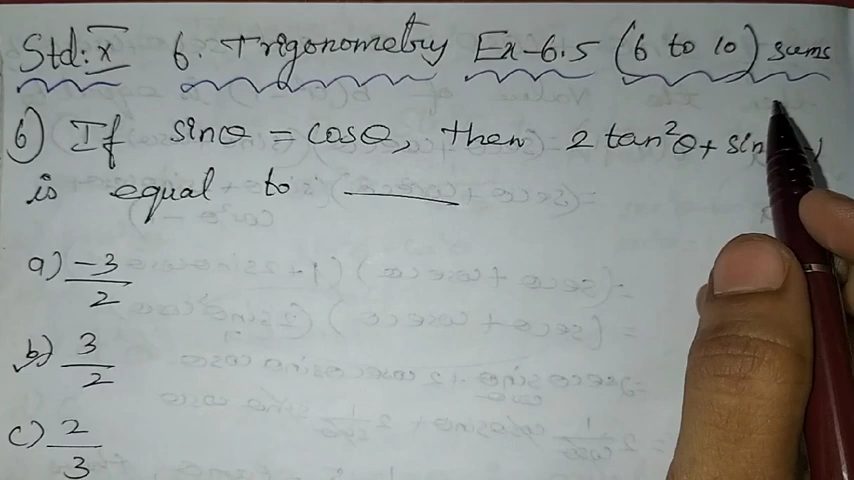 Std: X 6. Trigonometry Ex-6.5 (6 to 10) sums
6) If sinθ = cosθ, then 2 tan²θ + sin
is equal to ______
a) -3/2
b) 3/2
c) 2/3